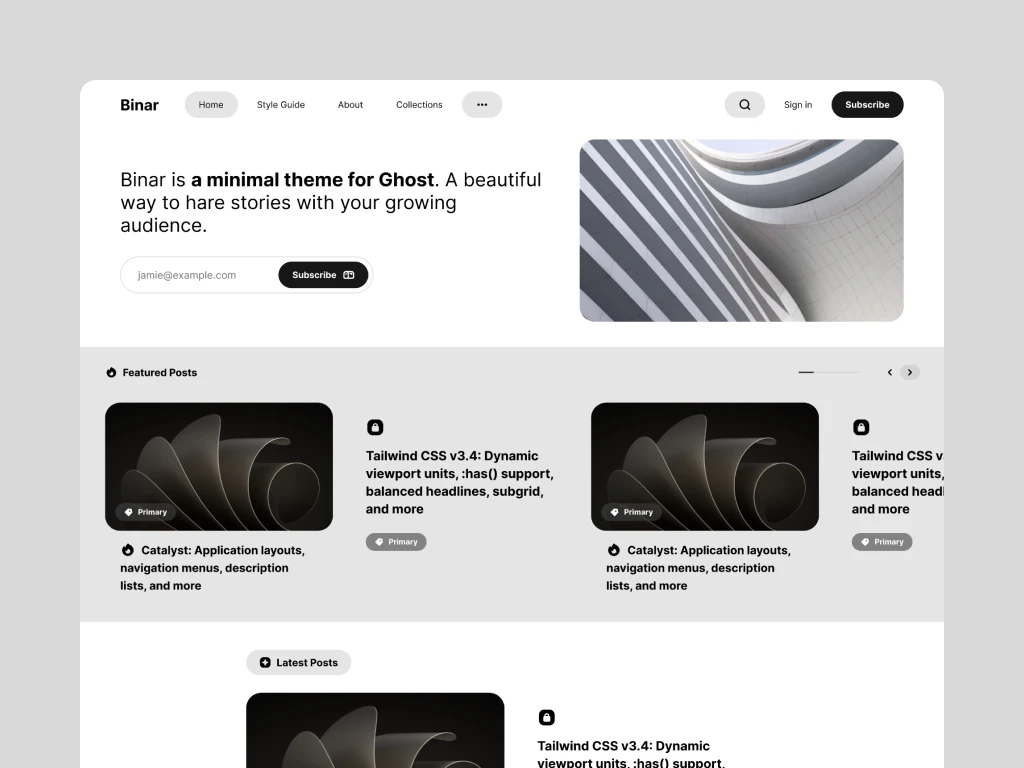 Binar
Home
Style Guide
About
Collections
•••
Sign in
Subscribe
Binar is a minimal theme for Ghost. A beautiful
way to hare stories with your growing
audience.
jamie@example.com
Subscribe
Featured Posts
Primary
Catalyst: Application layouts,
navigation menus, description
lists, and more
Tailwind CSS v3.4: Dynamic
viewport units, :has() support,
balanced headlines, subgrid,
and more
Primary
Primary
Catalyst: Application layouts,
navigation menus, description
lists, and more
Tailwind CSS v
viewport units,
balanced headl
and more
Primary
Latest Posts
Tailwind CSS v3.4: Dynamic
viewport units, :has() support,